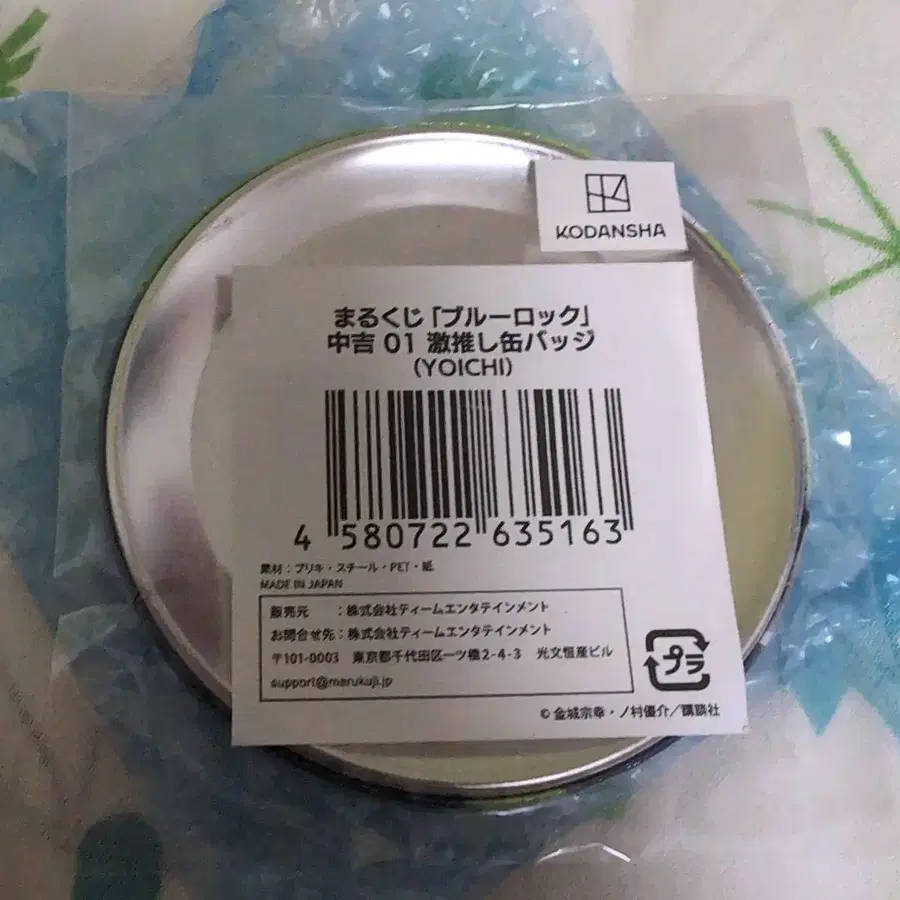 KODANSHA
まるくじ「ブルーロック」
中吉 01 激推し缶バッジ
(YOICHI)
4 580722 635163
素材:ブリキ・スチール・PET・紙
MADE IN JAPAN
販売元 :株式会社ティームエンタテインメント
お問合せ先:株式会社ティームエンタテインメント
〒101-0003 東京都千代田区一ツ橋2-4-3 光文恒産ビル
support@marukuji.jp
プラ
© 金城宗幸・ノ村優介/講談社